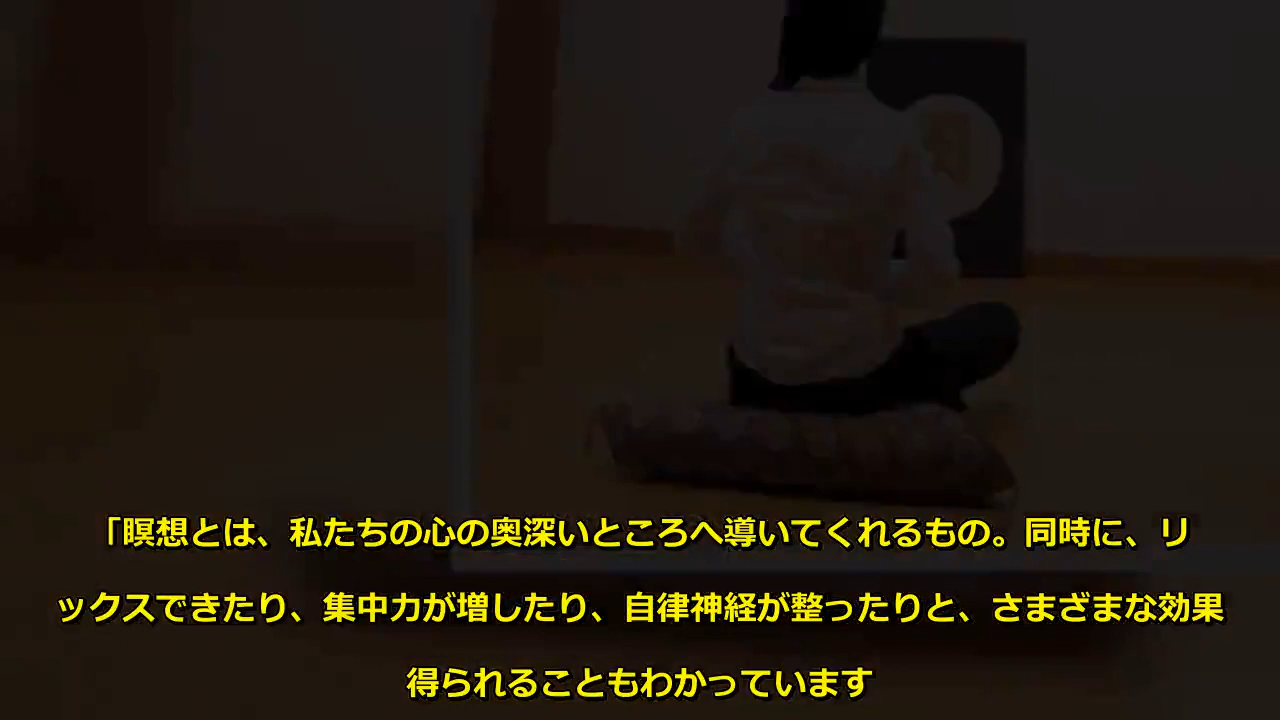 「瞑想とは、私たちの心の奥深いところへ導いてくれるもの。同時に、リ
ックスできたり、集中力が増したり、自律神経が整ったりと、さまざまな効果
得られることもわかっています